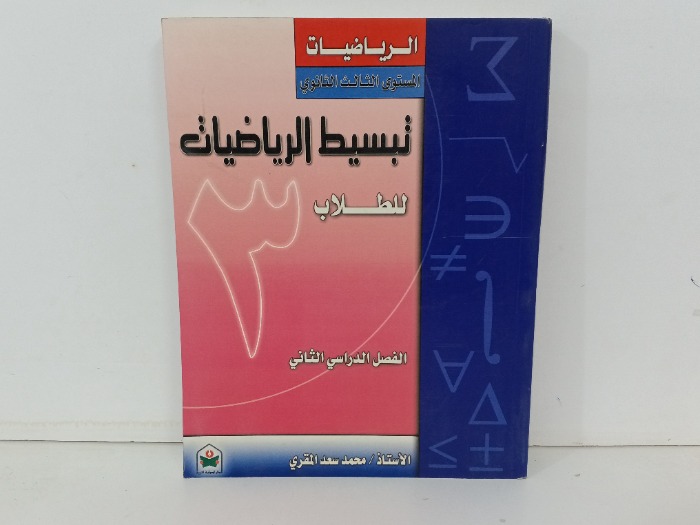 الرياضيات
المستوى الثالث الثانوي
تبسيط الرياضيات
للطلاب
٣
الفصل الدراسي الثاني
الأستاذ / محمد سعد المقري
Σ
√
∈
≠
∫
∀
Δ
≤